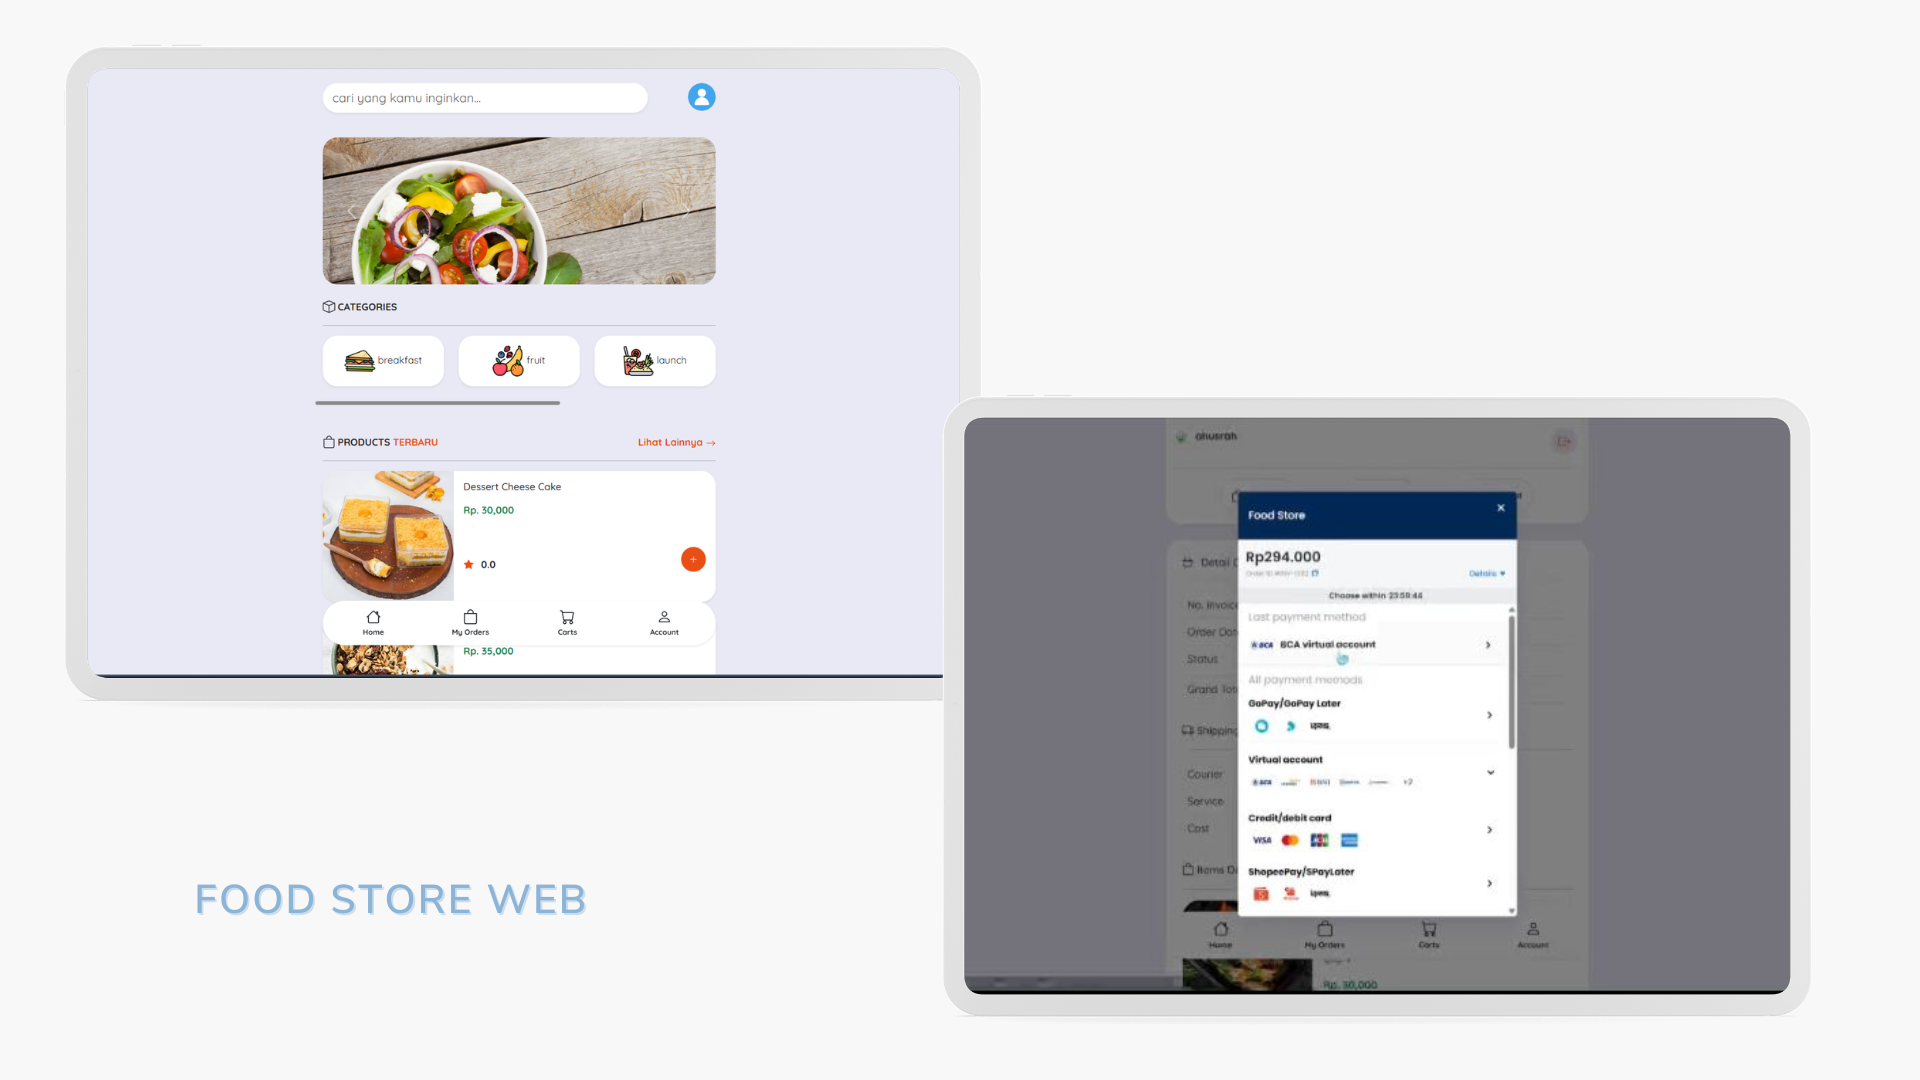 cari yang kamu inginkan...
CATEGORIES
breakfast
fruit
launch
PRODUCTS TERBARU
Lihat Lainnya →
Dessert Cheese Cake
Rp. 30,000
0.0
Home
My Orders
Carts
Account
Rp. 35,000
FOOD STORE WEB
ahusrah
Food Store
Rp294.000
Details
Choose within 23:59:44
Last payment method
BCA BCA virtual account
All payment methods
GoPay/GoPay Later
Virtual account
BCA
BNI
+2
Credit/debit card
VISA
ShopeePay/SPayLater
Detail
No. Invoice
Order Dat
Status
Grand Tot
Shipping
Courier
Service
Cost
Items D
Home
My Orders
Carts
Account
Rp. 30,000